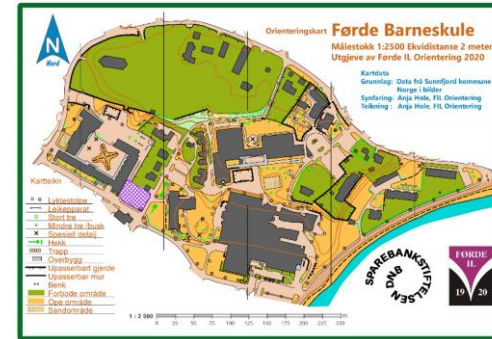 Orienteringskart Førde Barneskule
Målestokk 1:2500 Ekvidistanse 2 meter
Utgjeve av Førde IL Orientering 2020
Kartdata
Grunnlag: Data frå Sunnfjord kommune
Norge i bilder
Synfaring: Anja Hole, FIL Orientering
Teikning : Anja Hole, FIL Orientering
Nord
Kartteikn
Lyktestolpe
Leikepparat
Stort tre
Mindre tre /busk
Spesiell detalj
Hekk
Trapp
Overbygg
Upasserbart gjerde
Upasserbar mur
Benk
Forbode område
Ope område
Sandområde
1 : 2 500
0 25 50 75 100 125 150 175 200 225 250
SPAREBANKSTIFTELSEN
DNB
FØRDE
IL
19 20